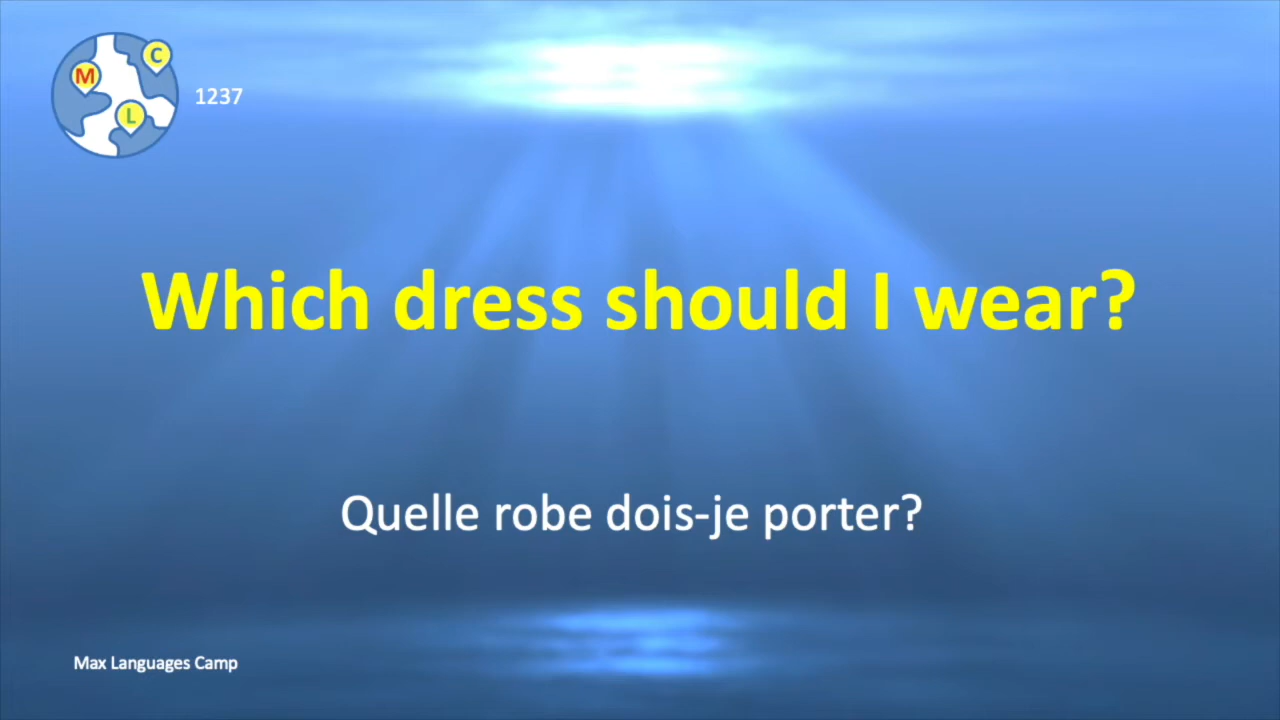 M
C
L
1237
Which dress should I wear?
Quelle robe dois-je porter?
Max Languages Camp